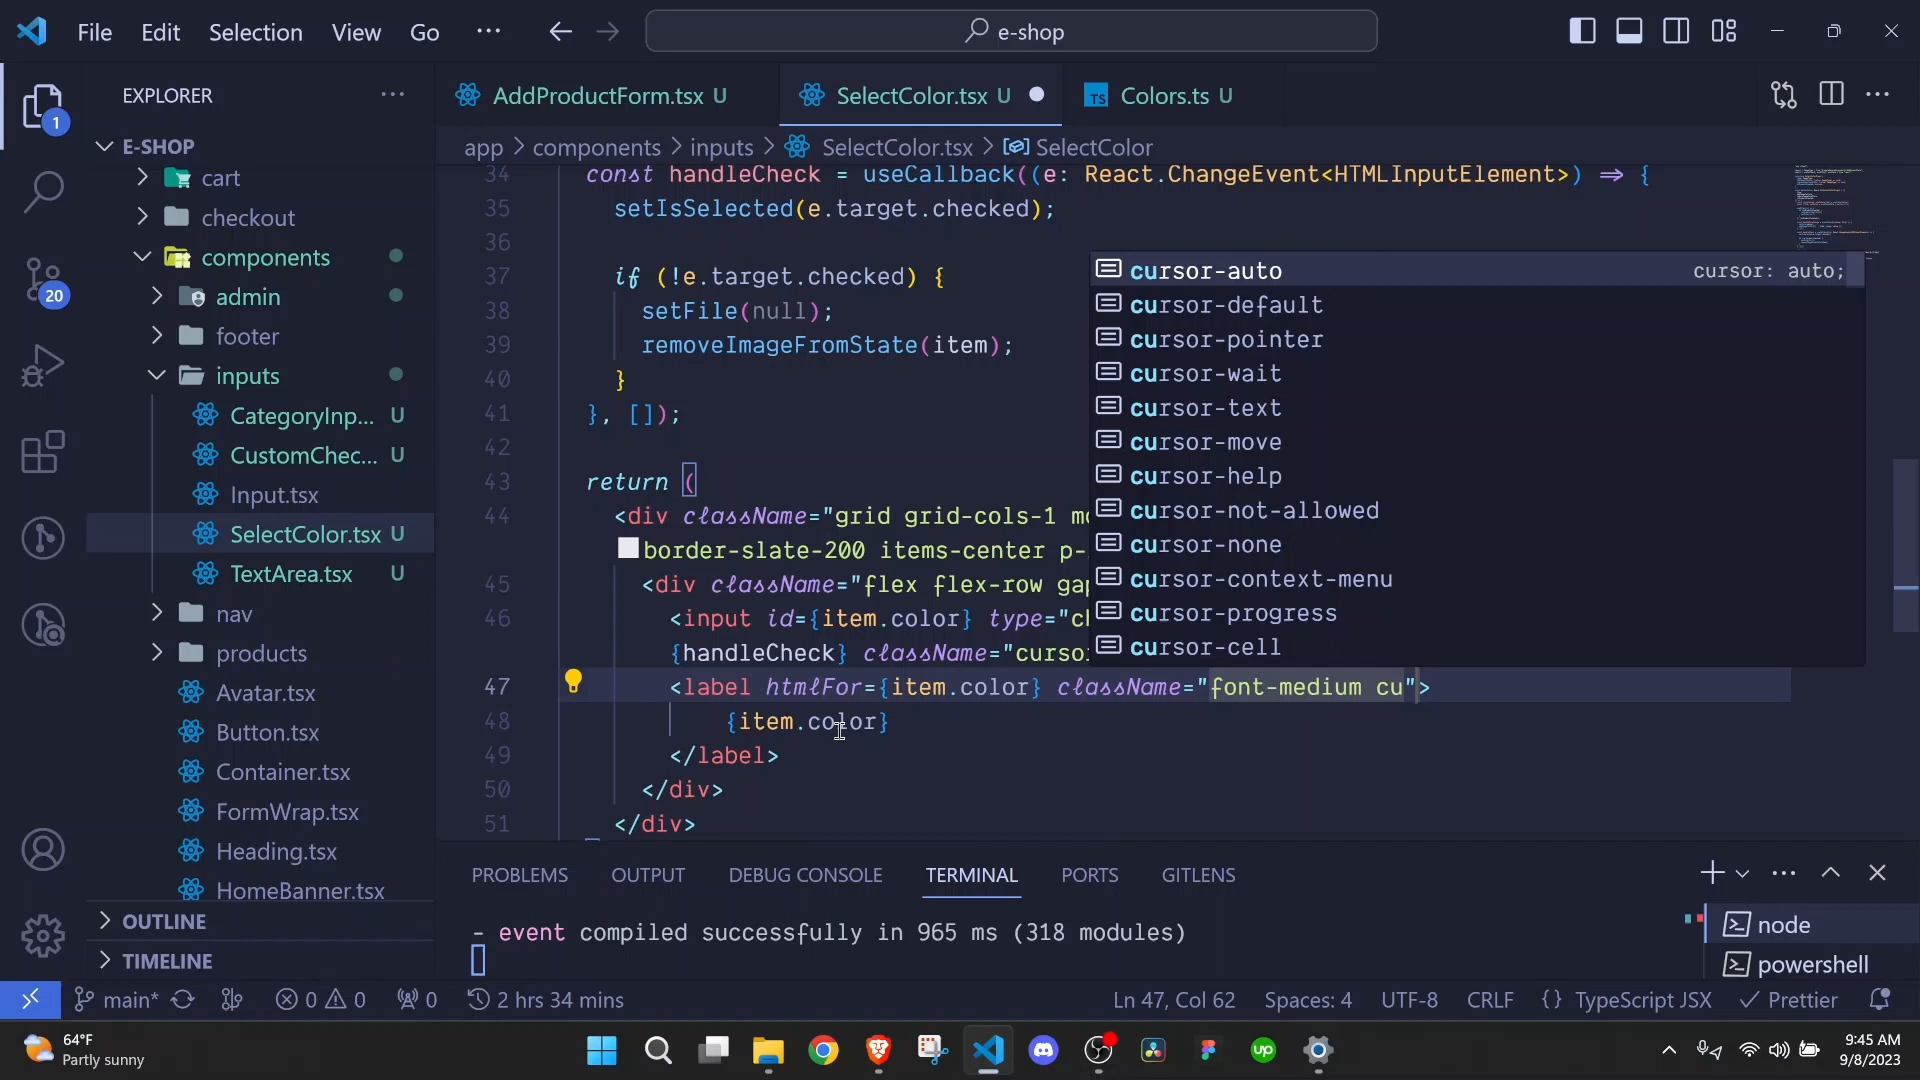 File Edit Selection View Go ··· e-shop
EXPLORER ···
AddProductForm.tsx U
SelectColor.tsx U
TS Colors.ts U
app > components > inputs > SelectColor.tsx > SelectColor
1
20
E-SHOP
cart
checkout
components
admin
footer
inputs
CategoryInp... U
CustomChec... U
Input.tsx
SelectColor.tsx U
TextArea.tsx U
nav
products
Avatar.tsx
Button.tsx
Container.tsx
FormWrap.tsx
Heading.tsx
HomeBanner.tsx
OUTLINE
TIMELINE
34 const handleCheck = useCallback((e: React.ChangeEvent<HTMLInputElement>) => {
35 setIsSelected(e.target.checked);
36
37 if (!e.target.checked) {
38 setFile(null);
39 removeImageFromState(item);
40 }
41 }, []);
42
43 return (
44 <div className="grid grid-cols-1 mo
border-slate-200 items-center p-
45 <div className="flex flex-row gap
46 <input id={item.color} type="ch
{handleCheck} className="cursor
47 <label htmlFor={item.color} className="font-medium cu">
48 {item.color}
49 </label>
50 </div>
51 </div>
cursor-auto cursor: auto;
cursor-default
cursor-pointer
cursor-wait
cursor-text
cursor-move
cursor-help
cursor-not-allowed
cursor-none
cursor-context-menu
cursor-progress
cursor-cell
PROBLEMS OUTPUT DEBUG CONSOLE TERMINAL PORTS GITLENS
- event compiled successfully in 965 ms (318 modules)
node
powershell
main* 0 0 0 2 hrs 34 mins Ln 47, Col 62 Spaces: 4 UTF-8 CRLF {} TypeScript JSX Prettier
64°F
Partly sunny
up
9:45 AM
9/8/2023